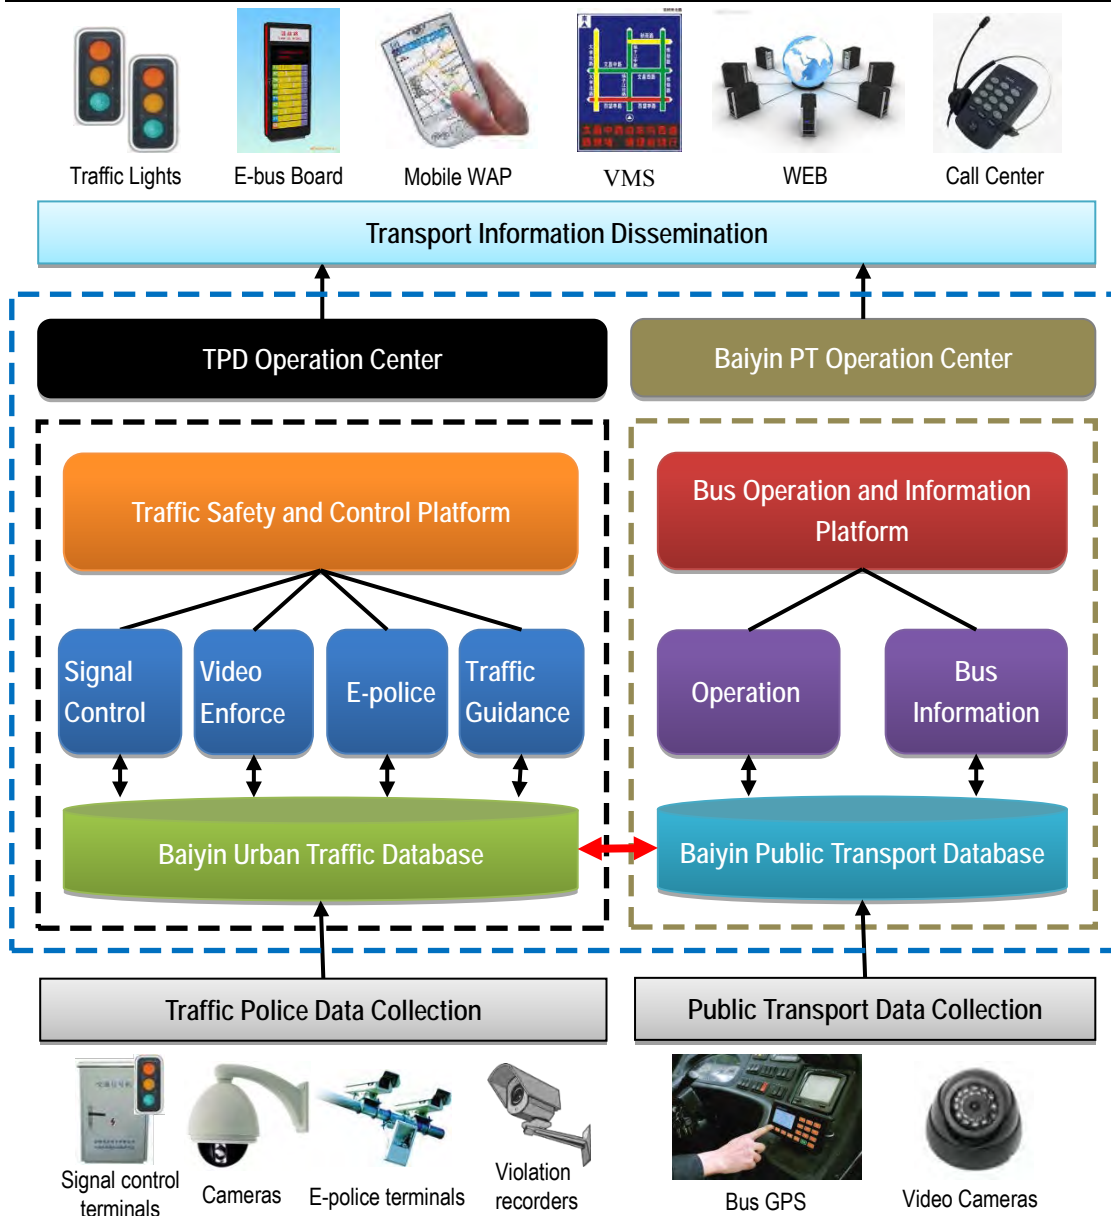 Traffic Lights
E-bus Board
Mobile WAP
VMS
WEB
Call Center
Transport Information Dissemination
TPD Operation Center
Baiyin PT Operation Center
Traffic Safety and Control Platform
Bus Operation and Information
Platform
Signal
Control
Video
Enforce
E-police
Traffic
Guidance
Operation
Bus
Information
Baiyin Urban Traffic Database
Baiyin Public Transport Database
Traffic Police Data Collection
Public Transport Data Collection
Signal control
terminals
Cameras
E-police terminals
Violation
recorders
Bus GPS
Video Cameras